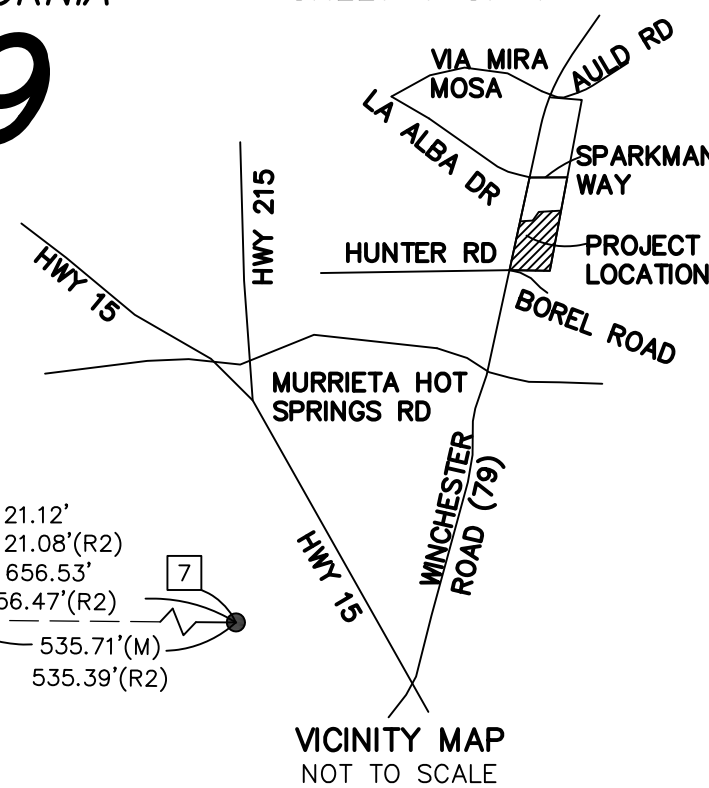 9
VIA MIRA
MOSA
AULD RD
LA ALBA DR
WAY
HWY 215
HUNTER RD
PROJECT
LOCATION
HWY 15
BOREL ROAD
MURRIETA HOT
SPRINGS RD
WINCHESTER
ROAD (79)
21.12'
21.08'(R2)
656.53'
56.47'(R2)
7
535.71'(M)
535.39'(R2)
HWY 15
VICINITY MAP
NOT TO SCALE